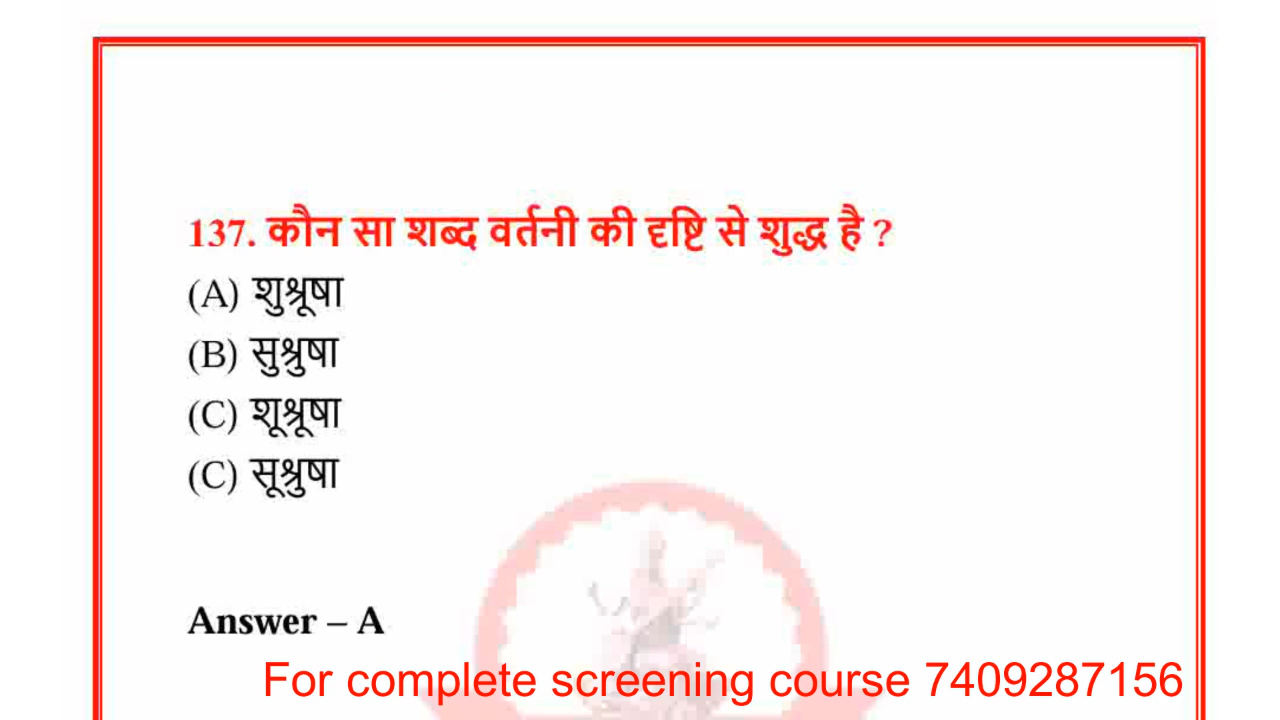 137. कौन सा शब्द वर्तनी की दृष्टि से शुद्ध है ?
(A) शुश्रूषा
(B) सुश्रुषा
(C) शूश्रूषा
(C) सूश्रुषा
Answer – A
For complete screening course 7409287156